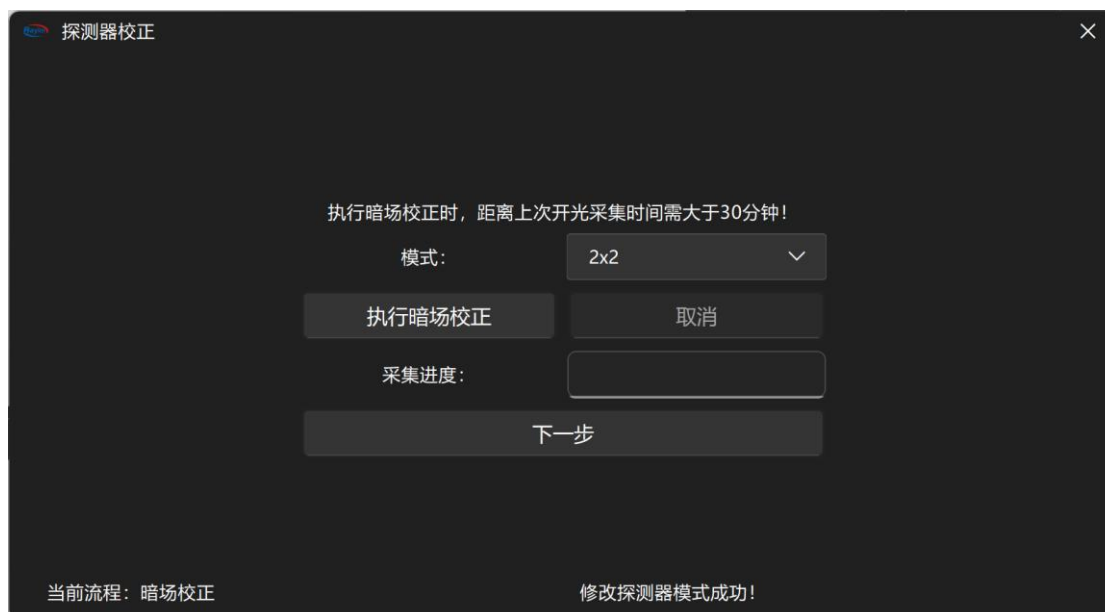 探测器校正
执行暗场校正时，距离上次开光采集时间需大于30分钟！
模式： 2x2
执行暗场校正 取消
采集进度：
下一步
当前流程：暗场校正 修改探测器模式成功！